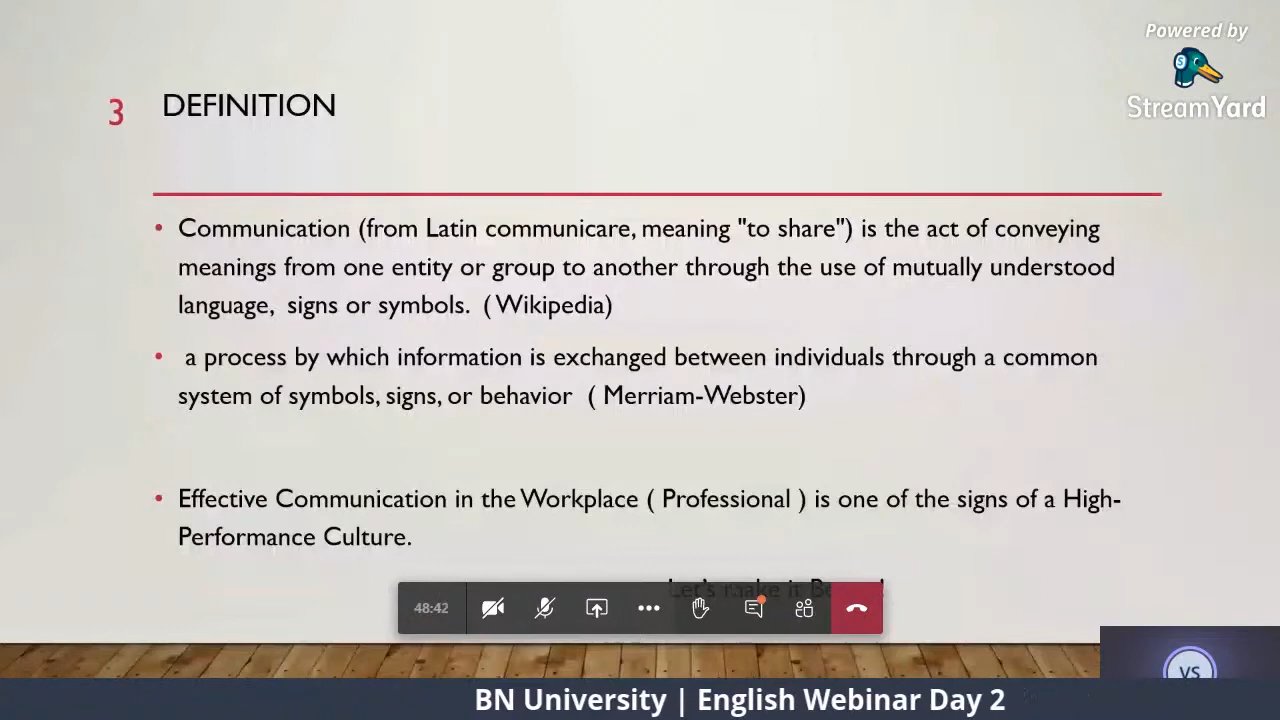 Powered by
StreamYard
3 DEFINITION
• Communication (from Latin communicare, meaning "to share") is the act of conveying
meanings from one entity or group to another through the use of mutually understood
language,  signs or symbols.  ( Wikipedia)
•  a process by which information is exchanged between individuals through a common
system of symbols, signs, or behavior  ( Merriam-Webster)
• Effective Communication in the Workplace ( Professional ) is one of the signs of a High-
Performance Culture.
Let's make it
48:42
VS
BN University | English Webinar Day 2